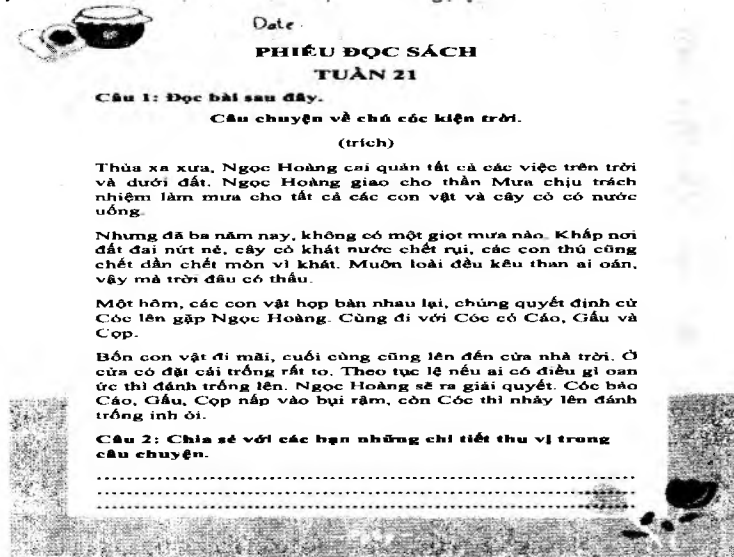 Date
PHIẾU ĐỌC SÁCH
TUẦN 21
Câu 1: Đọc bài sau đây.
Câu chuyện về chú cóc kiện trời.
(trích)
Thủa xa xưa, Ngọc Hoàng cai quản tất cả các việc trên trời
và dưới đất. Ngọc Hoàng giao cho thần Mưa chịu trách
nhiệm làm mưa cho tất cả các con vật và cây cỏ có nước
uống.
Nhưng đã ba năm nay, không có một giọt mưa nào. Khắp nơi
đất đai nứt nẻ, cây cỏ khát nước chết rụi, các con thú cũng
chết dần chết mòn vì khát. Muôn loài đều kêu than ai oán,
vậy mà trời đâu có thấu.
Một hôm, các con vật họp bàn nhau lại, chúng quyết định cử
Cóc lên gặp Ngọc Hoàng. Cùng đi với Cóc có Cáo, Gấu và
Cọp.
Bốn con vật đi mãi, cuối cùng cũng lên đến cửa nhà trời. Ở
cửa có đặt cái trống rất to. Theo tục lệ nếu ai có điều gì oan
ức thì đánh trống lên. Ngọc Hoàng sẽ ra giải quyết. Cóc bảo
Cáo, Gấu, Cọp nấp vào bụi rậm, còn Cóc thì nhảy lên đánh
trống inh ỏi.
Câu 2: Chia sẻ với các bạn những chi tiết thu vị trong
câu chuyện.